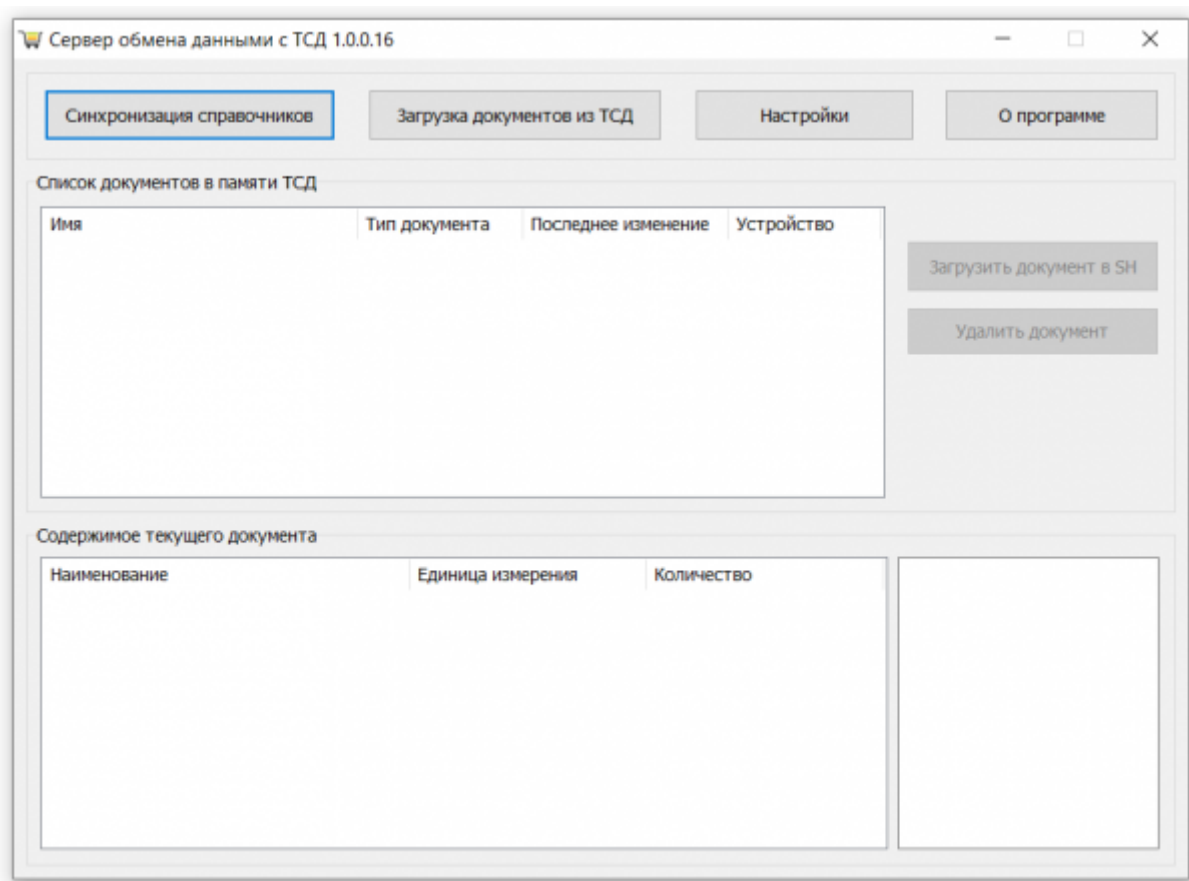 Сервер обмена данными с ТСД 1.0.0.16
Синхронизация справочников Загрузка документов из ТСД Настройки О программе
Список документов в памяти ТСД
Имя Тип документа Последнее изменение Устройство
Загрузить документ в SH
Удалить документ
Содержимое текущего документа
Наименование Единица измерения Количество